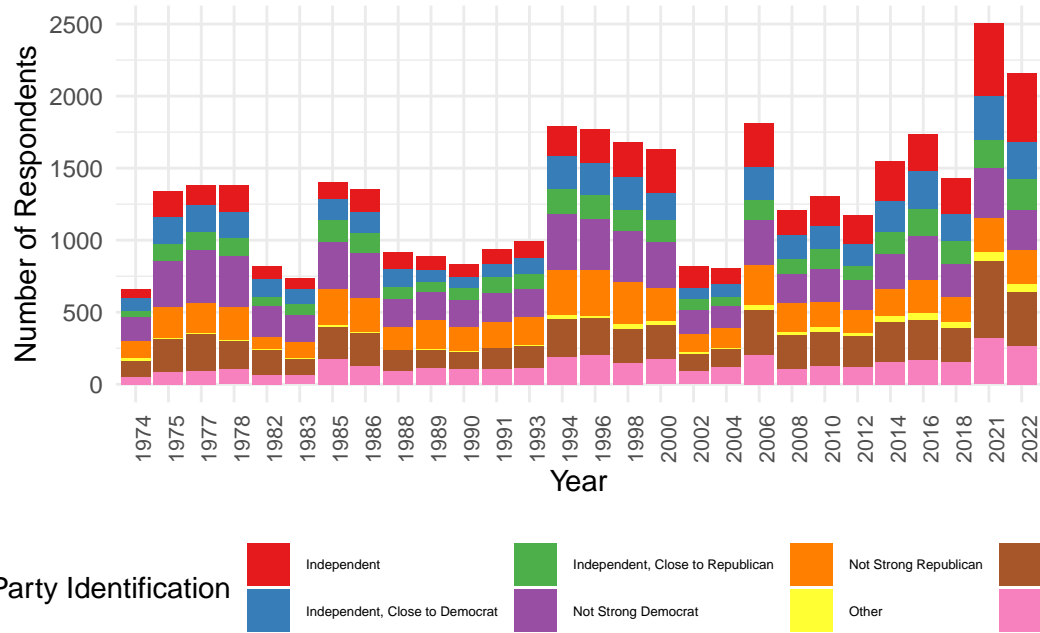 2500
2000
1500
1000
500
0
Number of Respondents
1974 1975 1977 1978 1982 1983 1985 1986 1988 1989 1990 1991 1993 1994 1996 1998 2000 2002 2004 2006 2008 2010 2012 2014 2016 2018 2021 2022
Year
Party Identification
Independent
Independent, Close to Republican
Not Strong Republican
Independent, Close to Democrat
Not Strong Democrat
Other